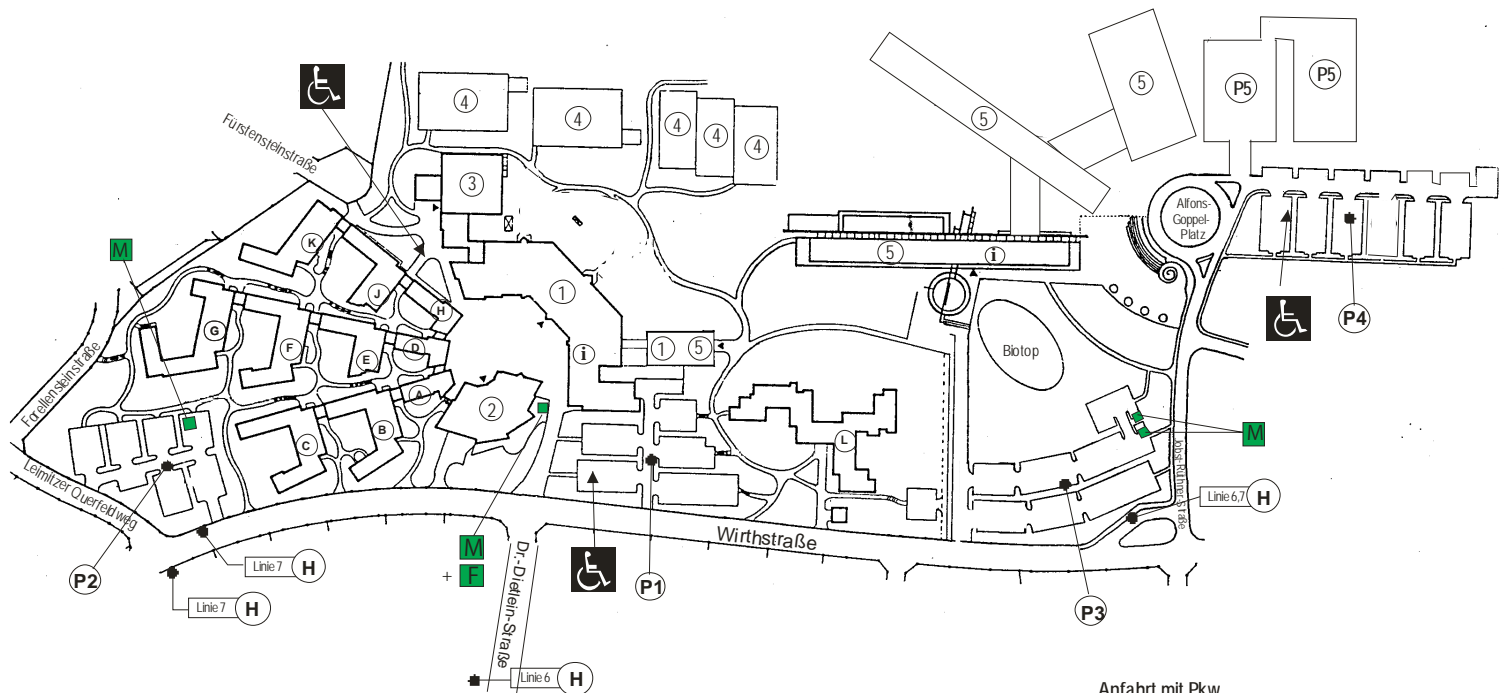 P5
P5
5
5
4
4
4
4
4
Fürstensteinstraße
3
Alfons-
Goppel-
Platz
K
M
5
i
J
1
H
G
P4
F
E
D
i
1
5
Biotop
A
2
Forellensteinstraße
B
C
L
M
Jobst-Rühner-Straße
Leimitzer Querfeldweg
Linie 6,7
H
Wirthstraße
M
+ F
Dr.-Dietlein-Straße
P2
Linie 7
H
P1
Linie 7
H
P3
Linie 6
H
Anfahrt mit Pkw